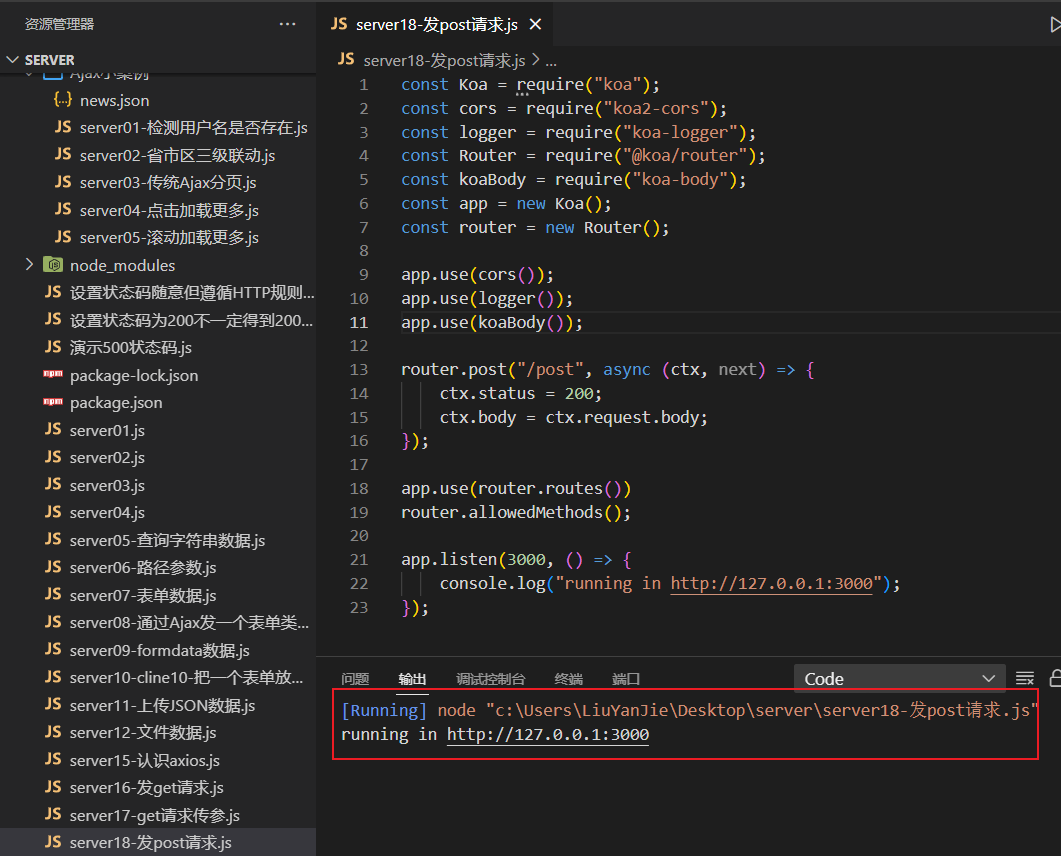 资源管理器
...
SERVER
Ajax小案例
{..} news.json
JS server01-检测用户名是否存在.js
JS server02-省市区三级联动.js
JS server03-传统Ajax分页.js
JS server04-点击加载更多.js
JS server05-滚动加载更多.js
node_modules
JS 设置状态码随意但遵循HTTP规则...
JS 设置状态码为200不一定得到200...
JS 演示500状态码.js
npm package-lock.json
npm package.json
JS server01.js
JS server02.js
JS server03.js
JS server04.js
JS server05-查询字符串数据.js
JS server06-路径参数.js
JS server07-表单数据.js
JS server08-通过Ajax发一个表单类...
JS server09-formdata数据.js
JS server10-cline10-把一个表单放...
JS server11-上传JSON数据.js
JS server12-文件数据.js
JS server15-认识axios.js
JS server16-发get请求.js
JS server17-get请求传参.js
JS server18-发post请求.js
JS server18-发post请求.js
JS server18-发post请求.js > ...
1 const Koa = require("koa");
2 const cors = require("koa2-cors");
3 const logger = require("koa-logger");
4 const Router = require("@koa/router");
5 const koaBody = require("koa-body");
6 const app = new Koa();
7 const router = new Router();
8
9 app.use(cors());
10 app.use(logger());
11 app.use(koaBody());
12
13 router.post("/post", async (ctx, next) => {
14 ctx.status = 200;
15 ctx.body = ctx.request.body;
16 });
17
18 app.use(router.routes())
19 router.allowedMethods();
20
21 app.listen(3000, () => {
22 console.log("running in http://127.0.0.1:3000");
23 });
问题 输出 调试控制台 终端 端口 Code
[Running] node "c:\Users\LiuYanJie\Desktop\server\server18-发post请求.js"
running in http://127.0.0.1:3000